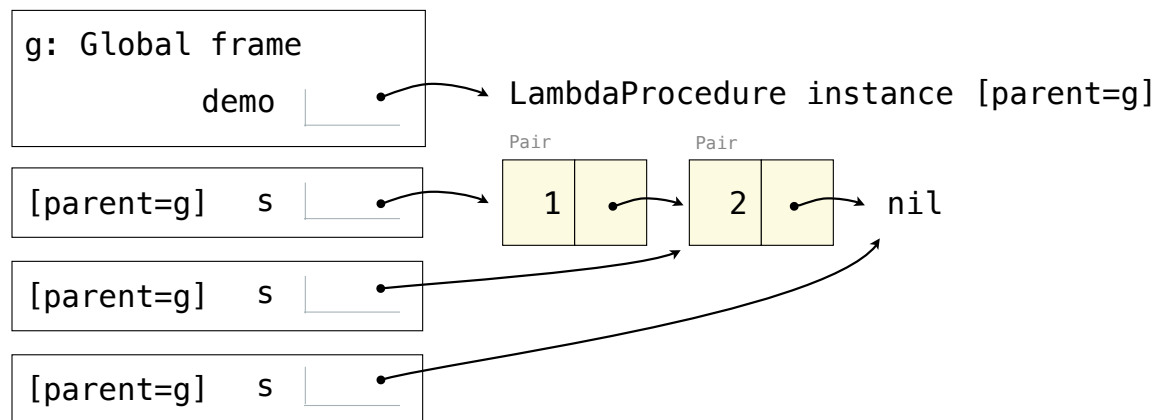 g: Global frame
demo
LambdaProcedure instance [parent=g]
Pair
Pair
[parent=g] s
1
2
nil
[parent=g] s
[parent=g] s